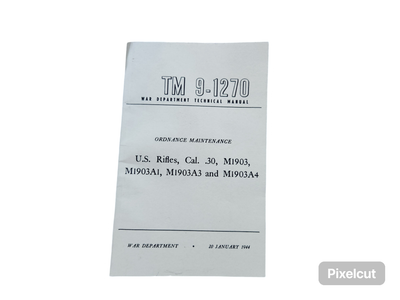 TM 9-1270
WAR DEPARTMENT TECHNICAL MANUAL
ORDNANCE MAINTENANCE
U.S. Rifles, Cal. .30, M1903,
M1903A1, M1903A3 and M1903A4
WAR DEPARTMENT • 20 JANUARY 1944
Pixelcut